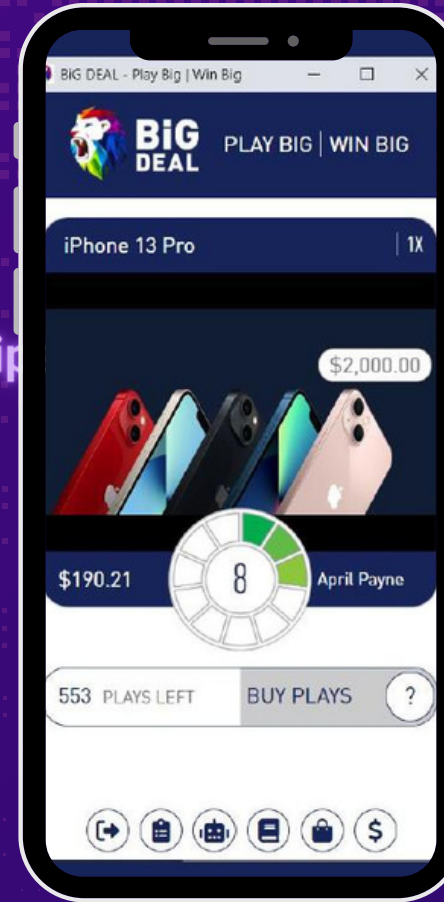 BiG DEAL - Play Big | Win Big
BiG
DEAL
PLAY BIG | WIN BIG
iPhone 13 Pro
1X
$2,000.00
$190.21
8
April Payne
553 PLAYS LEFT
BUY PLAYS
?
$